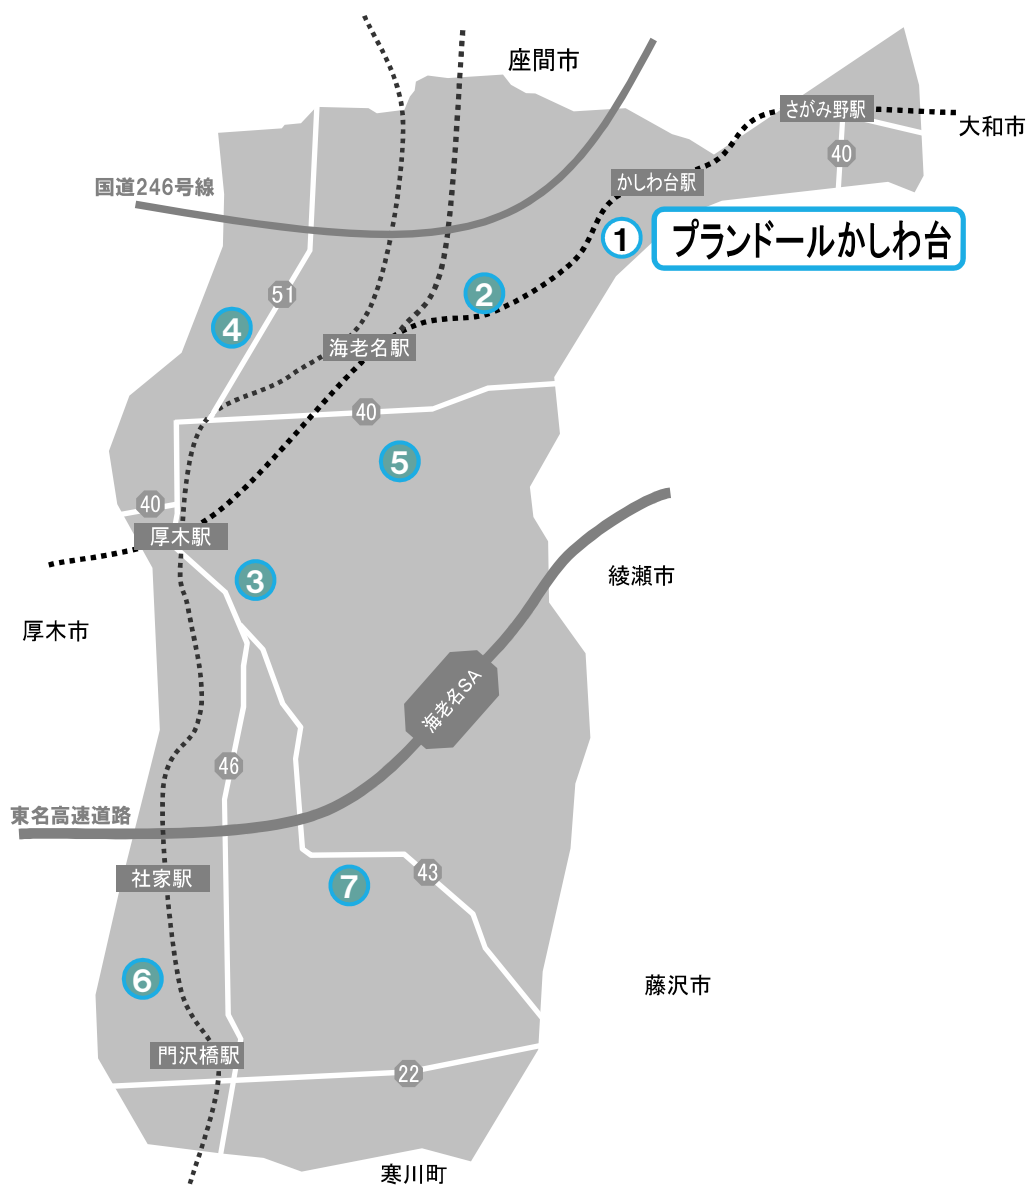 座間市
さがみ野駅
大和市
40
国道246号線
かしわ台駅
1
プランドールかしわ台
51
2
4
海老名駅
40
5
40
厚木駅
3
綾瀬市
厚木市
海老名SA
46
東名高速道路
社家駅
43
7
6
藤沢市
門沢橋駅
22
寒川町